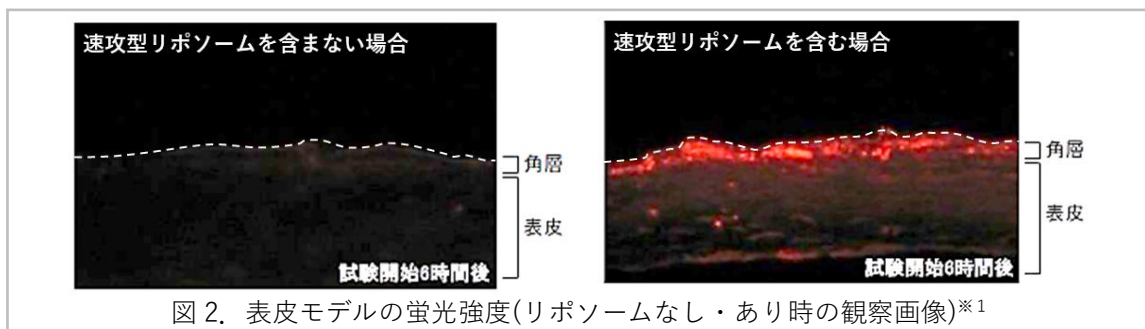 速攻型リポソームを含まない場合
角層
表皮
試験開始6時間後
速攻型リポソームを含む場合
角層
表皮
試験開始6時間後
図 2．表皮モデルの蛍光強度(リポソームなし・あり時の観察画像)※1